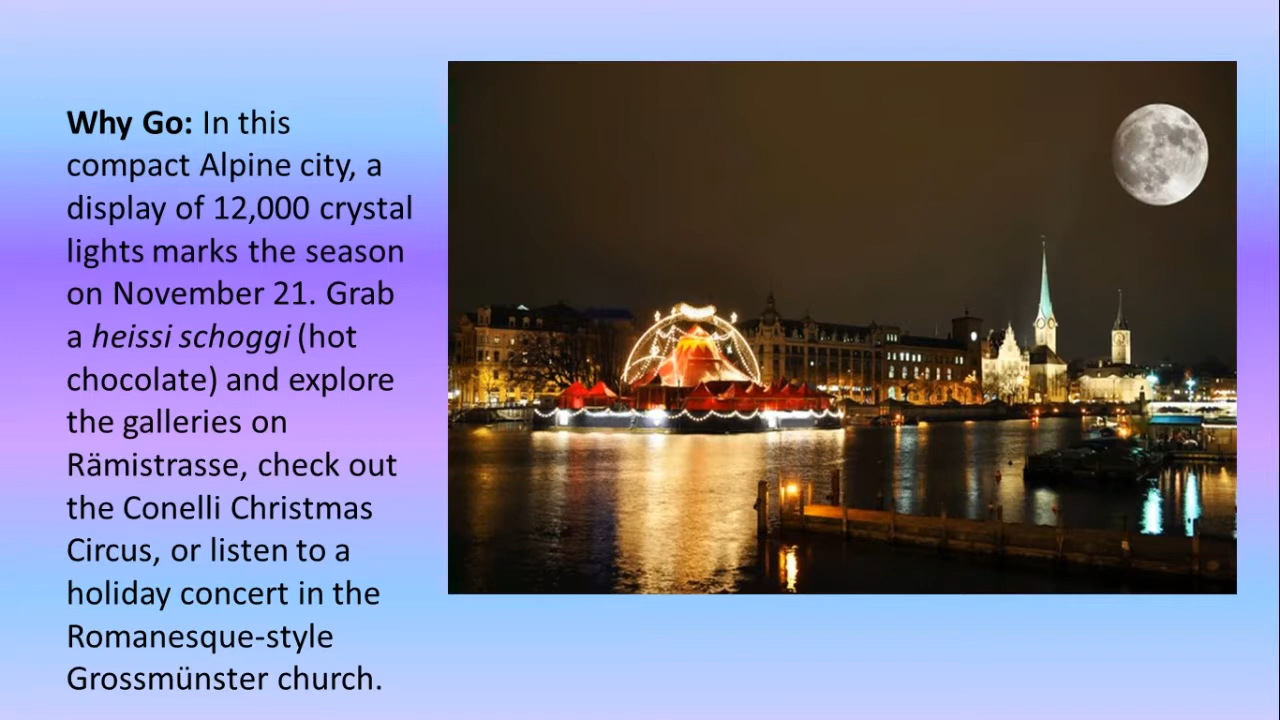 Why Go: In this
compact Alpine city, a
display of 12,000 crystal
lights marks the season
on November 21. Grab
a heissi schoggi (hot
chocolate) and explore
the galleries on
Rämistrasse, check out
the Conelli Christmas
Circus, or listen to a
holiday concert in the
Romanesque-style
Grossmünster church.